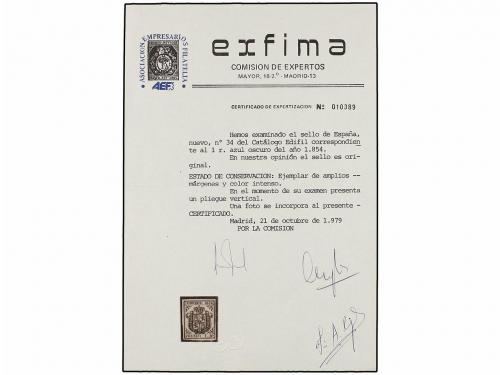 ASOCIACION EMPRESARIOS FILATELIA
AEF
exfima
COMISION DE EXPERTOS
MAYOR, 18-2.º - MADRID-13
CERTIFICADO DE EXPERTIZACION Nº 010389
Hemos examinado el sello de España,
nuevo, nº 34 del Catálogo Edifil correspondien
te al 1 r. azul oscuro del año 1.854.
En nuestra opinión el sello es ori-
ginal.
ESTADO DE CONSERVACION: Ejemplar de amplios --
márgenes y color intenso.
En el momento de su examen presenta
un pliegue vertical.
Una foto se incorpora al presente -
CERTIFICADO.
Madrid, 21 de octubre de 1.979
POR LA COMISION